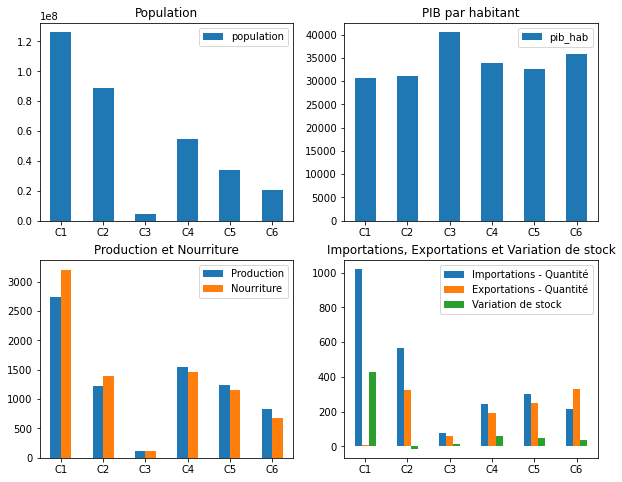 Population
1e8
population
1.2
1.0
0.8
0.6
0.4
0.2
0.0
C1 C2 C3 C4 C5 C6
PIB par habitant
pib_hab
40000
35000
30000
25000
20000
15000
10000
5000
0
C1 C2 C3 C4 C5 C6
Production et Nourriture
Production
Nourriture
3000
2500
2000
1500
1000
500
0
C1 C2 C3 C4 C5 C6
Importations, Exportations et Variation de stock
Importations - Quantité
Exportations - Quantité
Variation de stock
1000
800
600
400
200
0
C1 C2 C3 C4 C5 C6